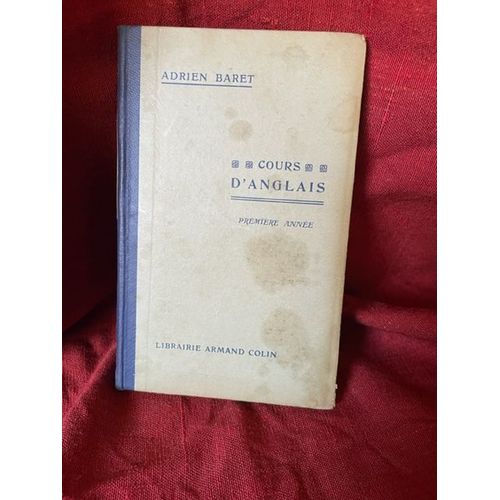 ADRIEN BARET
COURS
D'ANGLAIS
PREMIÈRE ANNÉE
LIBRAIRIE ARMAND COLIN